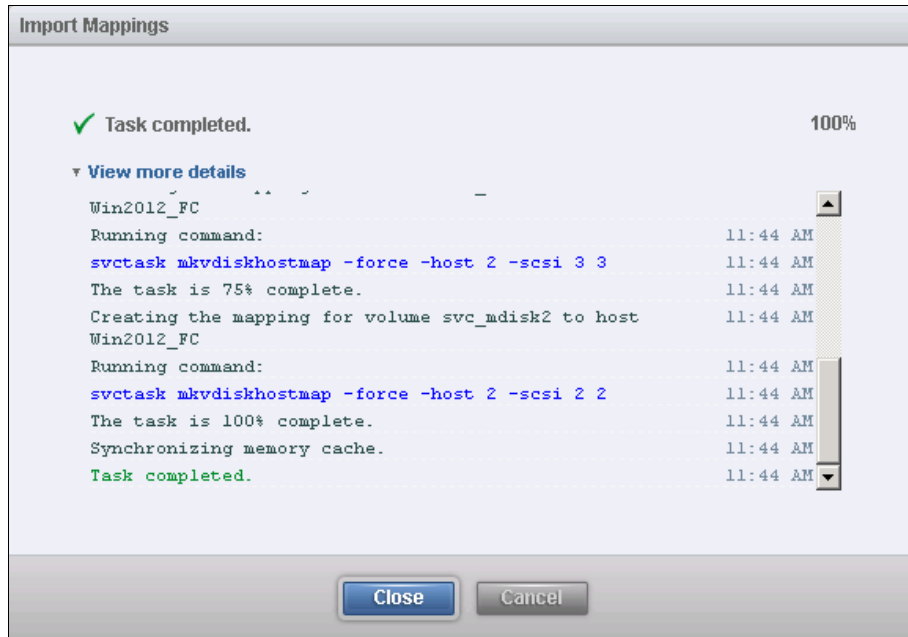 Import Mappings
Task completed. 100%
View more details
Win2012_FC
Running command: 11:44 AM
svctask mkvdiskhostmap -force -host 2 -scsi 3 3 11:44 AM
The task is 75% complete. 11:44 AM
Creating the mapping for volume svc_mdisk2 to host 11:44 AM
Win2012_FC
Running command: 11:44 AM
svctask mkvdiskhostmap -force -host 2 -scsi 2 2 11:44 AM
The task is 100% complete. 11:44 AM
Synchronizing memory cache. 11:44 AM
Task completed. 11:44 AM
Close Cancel